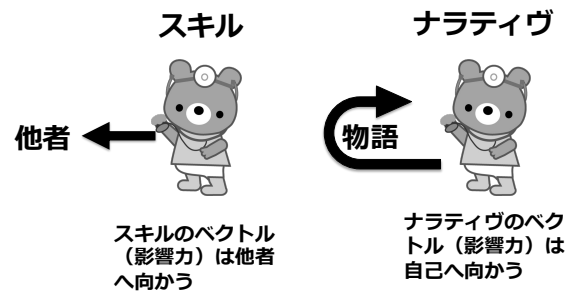 スキル
ナラティヴ
他者
物語
スキルのベクトル
（影響力）は他者
へ向かう
ナラティヴのベク
トル（影響力）は
自己へ向かう